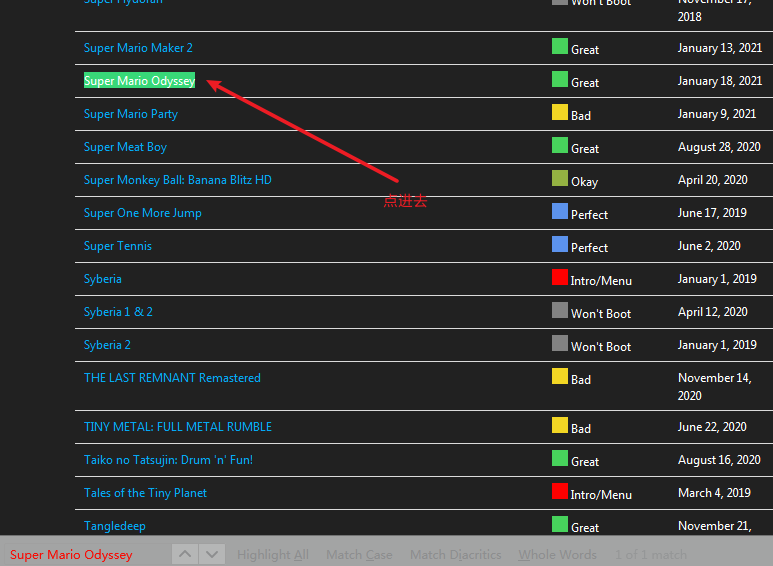 Super Hydorah Won't Boot November 17,
2018
Super Mario Maker 2 Great January 13, 2021
Super Mario Odyssey Great January 18, 2021
Super Mario Party Bad January 9, 2021
Super Meat Boy Great August 28, 2020
Super Monkey Ball: Banana Blitz HD Okay April 20, 2020
点进去
Super One More Jump Perfect June 17, 2019
Super Tennis Perfect June 2, 2020
Syberia Intro/Menu January 1, 2019
Syberia 1 & 2 Won't Boot April 12, 2020
Syberia 2 Won't Boot January 1, 2019
THE LAST REMNANT Remastered Bad November 14,
2020
TINY METAL: FULL METAL RUMBLE Bad June 22, 2020
Taiko no Tatsujin: Drum 'n' Fun! Great August 16, 2020
Tales of the Tiny Planet Intro/Menu March 4, 2019
Tangledeep Great November 21,
Super Mario Odyssey Highlight All Match Case Match Diacritics Whole Words 1 of 1 match